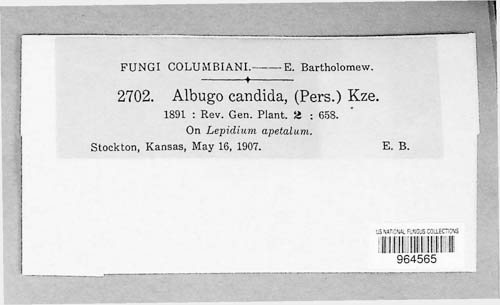 FUNGI COLUMBIANI.——E. Bartholomew.
2702. Albugo candida, (Pers.) Kze.
1891 : Rev. Gen. Plant. 2 : 658.
On Lepidium apetalum.
Stockton, Kansas, May 16, 1907. E. B.
US NATIONAL FUNGUS COLLECTIONS
964565